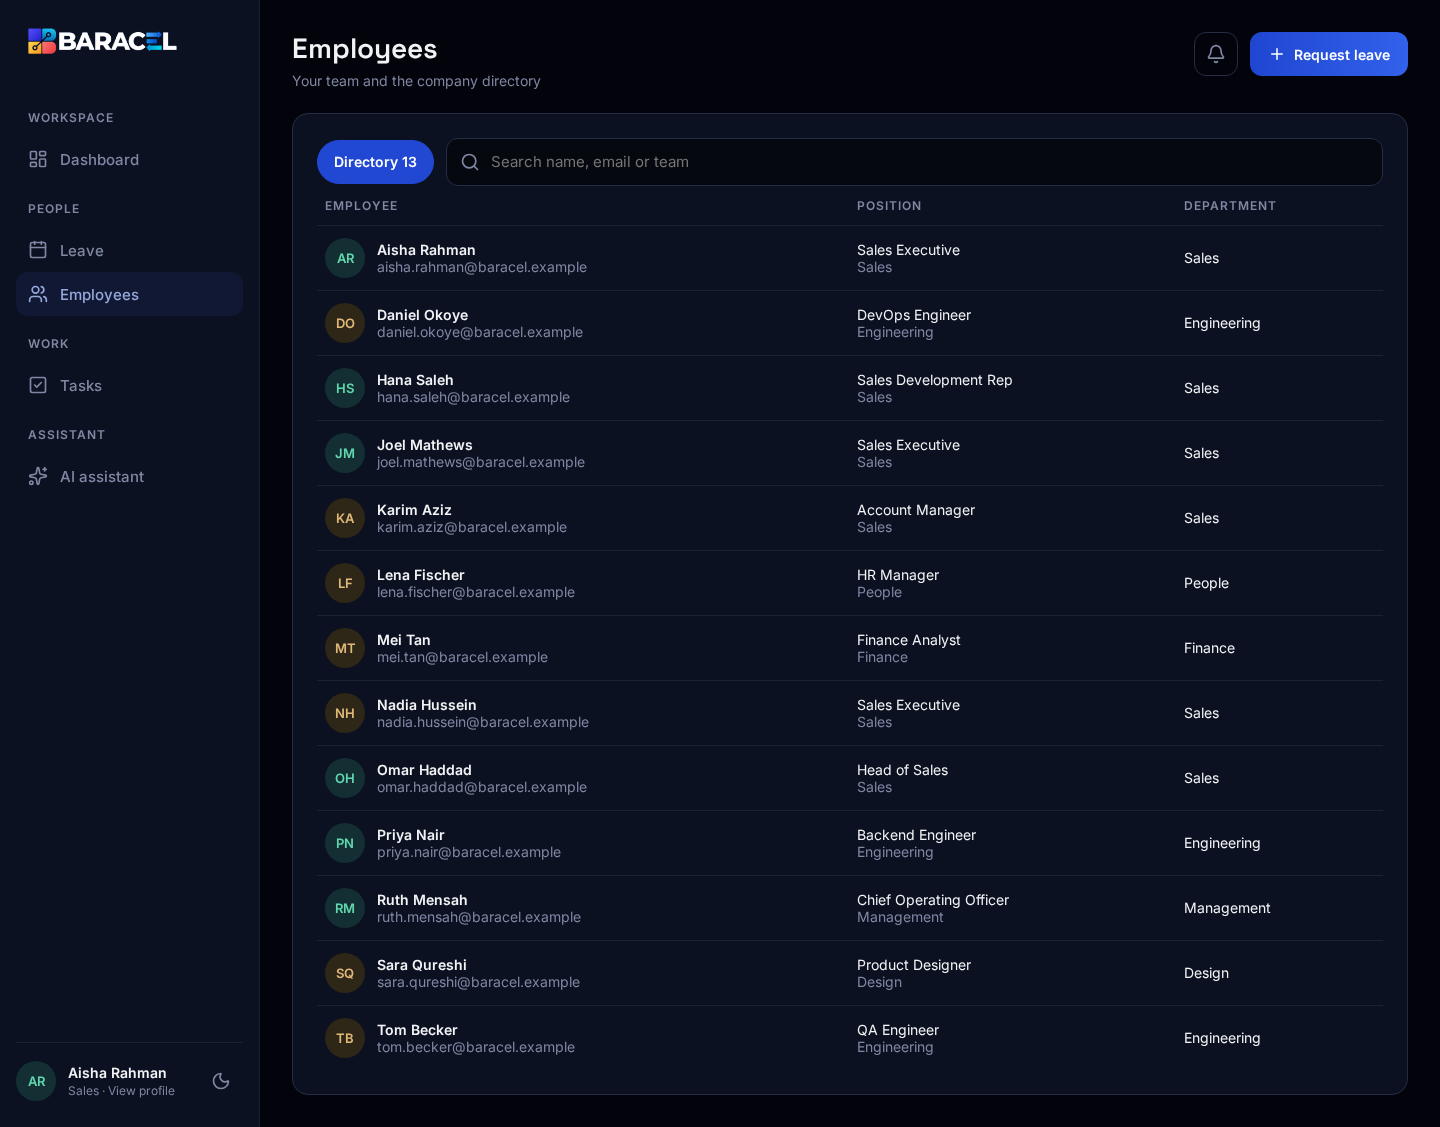 BARACEL
WORKSPACE
Dashboard
PEOPLE
Leave
Employees
WORK
Tasks
ASSISTANT
AI assistant
AR
Aisha Rahman
Sales · View profile
Employees
Your team and the company directory
Request leave
Directory 13
Search name, email or team
EMPLOYEE POSITION DEPARTMENT
AR Aisha Rahman Sales Executive Sales
aisha.rahman@baracel.example Sales
DO Daniel Okoye DevOps Engineer Engineering
daniel.okoye@baracel.example Engineering
HS Hana Saleh Sales Development Rep Sales
hana.saleh@baracel.example Sales
JM Joel Mathews Sales Executive Sales
joel.mathews@baracel.example Sales
KA Karim Aziz Account Manager Sales
karim.aziz@baracel.example Sales
LF Lena Fischer HR Manager People
lena.fischer@baracel.example People
MT Mei Tan Finance Analyst Finance
mei.tan@baracel.example Finance
NH Nadia Hussein Sales Executive Sales
nadia.hussein@baracel.example Sales
OH Omar Haddad Head of Sales Sales
omar.haddad@baracel.example Sales
PN Priya Nair Backend Engineer Engineering
priya.nair@baracel.example Engineering
RM Ruth Mensah Chief Operating Officer Management
ruth.mensah@baracel.example Management
SQ Sara Qureshi Product Designer Design
sara.qureshi@baracel.example Design
TB Tom Becker QA Engineer Engineering
tom.becker@baracel.example Engineering